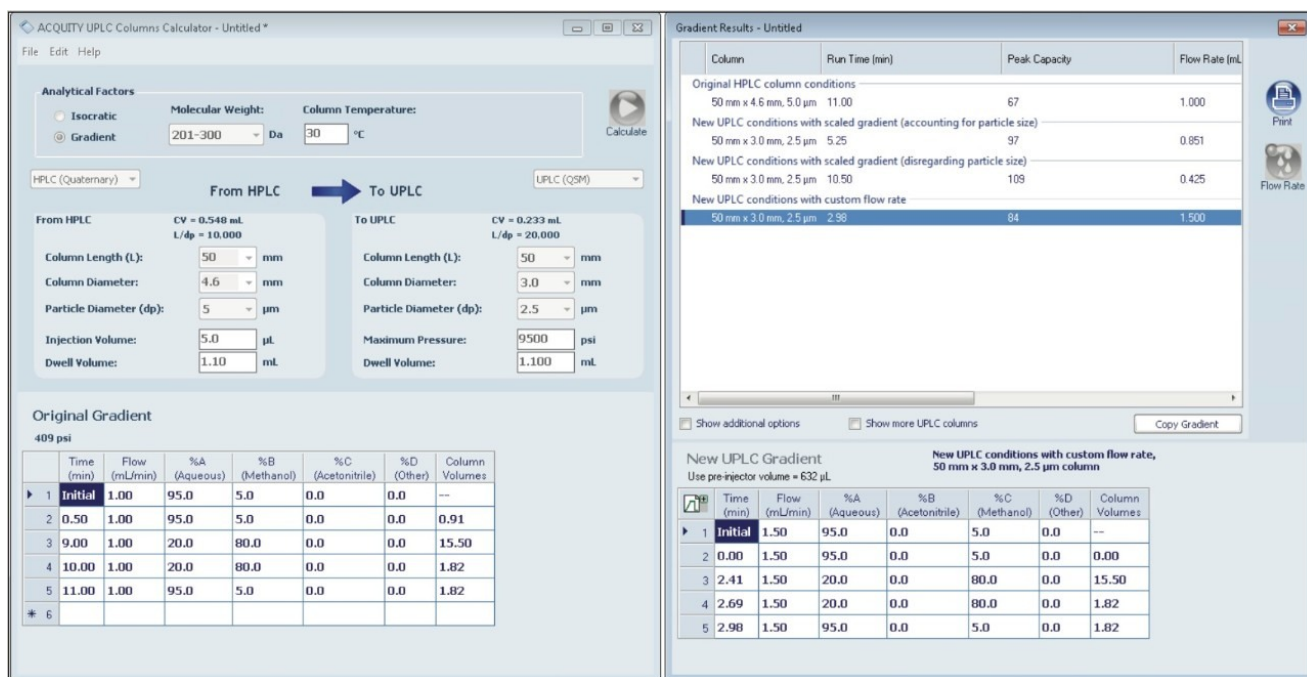 ACQUITY UPLC Columns Calculator - Untitled *
File Edit Help
Analytical Factors
Isocratic
Gradient
Molecular Weight:
201-300 Da
Column Temperature:
30 °C
Calculate
HPLC (Quaternary)
From HPLC To UPLC
UPLC (QSM)
From HPLC
CV = 0.548 mL
L/dp = 10.000
Column Length (L): 50 mm
Column Diameter: 4.6 mm
Particle Diameter (dp): 5 µm
Injection Volume: 5.0 µL
Dwell Volume: 1.10 mL
To UPLC
CV = 0.233 mL
L/dp = 20.000
Column Length (L): 50 mm
Column Diameter: 3.0 mm
Particle Diameter (dp): 2.5 µm
Maximum Pressure: 9500 psi
Dwell Volume: 1.100 mL
Original Gradient
409 psi
Time (min) Flow (mL/min) %A (Aqueous) %B (Methanol) %C (Acetonitrile) %D (Other) Column Volumes
1 Initial 1.00 95.0 5.0 0.0 0.0 --
2 0.50 1.00 95.0 5.0 0.0 0.0 0.91
3 9.00 1.00 20.0 80.0 0.0 0.0 15.50
4 10.00 1.00 20.0 80.0 0.0 0.0 1.82
5 11.00 1.00 95.0 5.0 0.0 0.0 1.82
* 6
Gradient Results - Untitled
Column Run Time (min) Peak Capacity Flow Rate (mL
Original HPLC column conditions
50 mm x 4.6 mm, 5.0 µm 11.00 67 1.000
New UPLC conditions with scaled gradient (accounting for particle size)
50 mm x 3.0 mm, 2.5 µm 5.25 97 0.851
New UPLC conditions with scaled gradient (disregarding particle size)
50 mm x 3.0 mm, 2.5 µm 10.50 109 0.425
New UPLC conditions with custom flow rate
50 mm x 3.0 mm, 2.5 µm 2.98 84 1.500
Print
Flow Rate
Show additional options
Show more UPLC columns
Copy Gradient
New UPLC Gradient
Use pre-injector volume = 632 µL
New UPLC conditions with custom flow rate,
50 mm x 3.0 mm, 2.5 µm column
Time (min) Flow (mL/min) %A (Aqueous) %B (Acetonitrile) %C (Methanol) %D (Other) Column Volumes
1 Initial 1.50 95.0 0.0 5.0 0.0 --
2 0.00 1.50 95.0 0.0 5.0 0.0 0.00
3 2.41 1.50 20.0 0.0 80.0 0.0 15.50
4 2.69 1.50 20.0 0.0 80.0 0.0 1.82
5 2.98 1.50 95.0 0.0 5.0 0.0 1.82